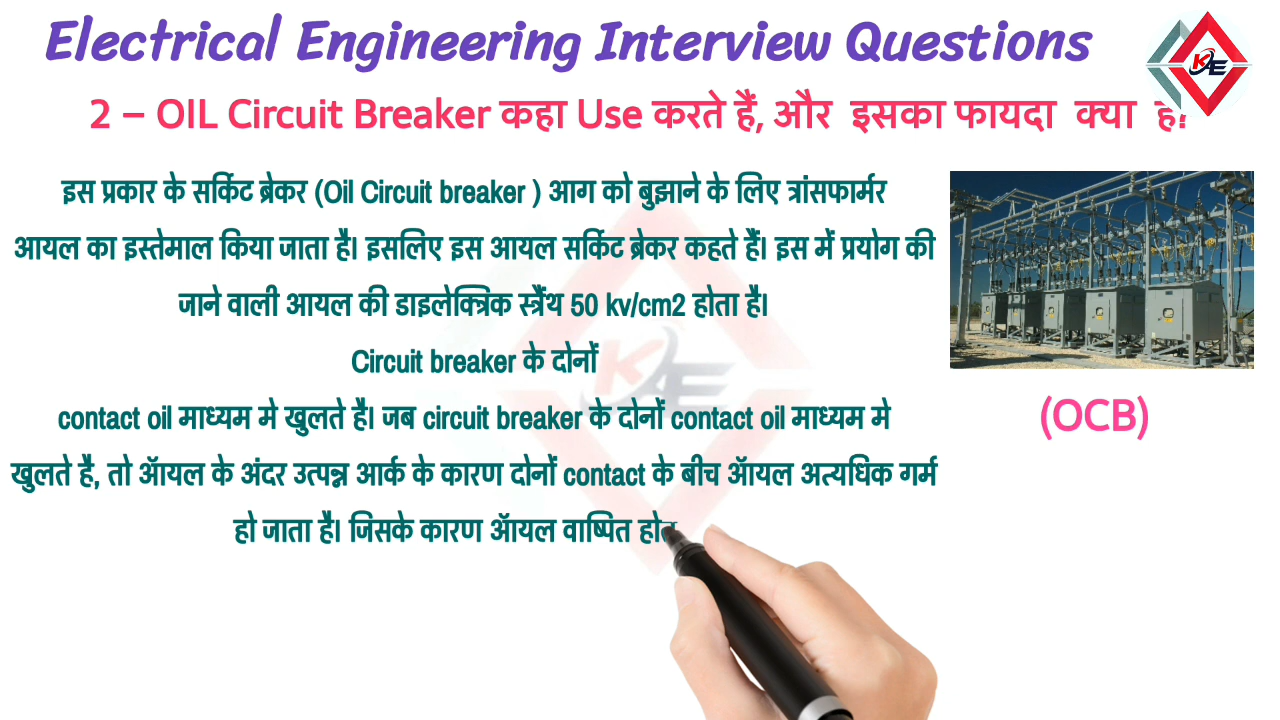 Electrical Engineering Interview Questions
KAE
2 – OIL Circuit Breaker कहा Use करते हैं, और इसका फायदा क्या है?
इस प्रकार के सर्किट ब्रेकर (Oil Circuit breaker ) आग को बुझाने के लिए त्रांसफार्मर
आयल का इस्तेमाल किया जाता है। इसलिए इस आयल सर्किट ब्रेकर कहते हैं। इस में प्रयोग की
जाने वाली आयल की डाइलेक्त्रिक स्त्रैंथ 50 kv/cm2 होता है।
Circuit breaker के दोनों
contact oil माध्यम मे खुलते है। जब circuit breaker के दोनों contact oil माध्यम मे
खुलते है, तो ऑयल के अंदर उत्पन्न आर्क के कारण दोनों contact के बीच ऑयल अत्यधिक गर्म
हो जाता है। जिसके कारण ऑयल वाष्पित
(OCB)
KAE